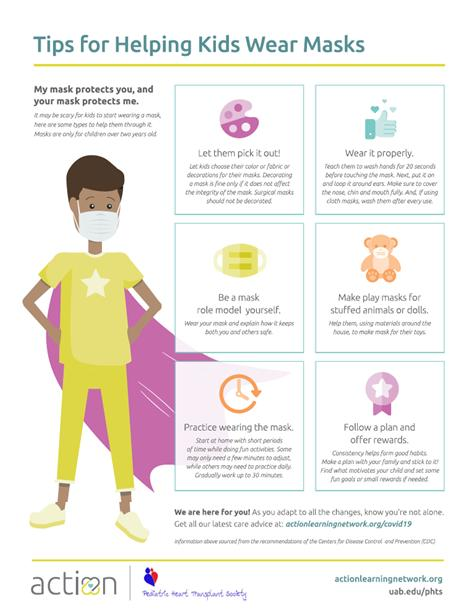 Tips for Helping Kids Wear Masks
My mask protects you, and
your mask protects me.
It may be scary for kids to start wearing a mask,
here are some types to help them through it.
Masks are only for children over two years old.
Let them pick it out!
Let kids choose their color or fabric or
decorations for their masks. Decorating
a mask is fine only if it does not affect
the integrity of the mask. Surgical masks
should not be decorated.
Wear it properly.
Teach them to wash hands for 20 seconds
before touching the mask. Next, put it on
and loop it around ears. Make sure to cover
the nose, chin and mouth fully. And, if using
cloth masks, wash them after every use.
Be a mask
role model yourself.
Wear your mask and explain how it keeps
both you and others safe.
Make play masks for
stuffed animals or dolls.
Help them, using materials around the
house, to make mask for their toys.
Practice wearing the mask.
Start at home with short periods
of time while doing fun activities. Some
may only need a few minutes to adjust,
while others may need to practice daily.
Gradually work up to 30 minutes.
Follow a plan and
offer rewards.
Consistency helps form good habits.
Make a plan with your family and stick to it!
Find what motivates your child and set some
fun goals or small rewards if needed.
We are here for you! As you adapt to all the changes, know you're not alone.
Get all our latest care advice at: actionlearningnetwork.org/covid19
Information above sourced from the recommendations of the Centers for Disease Control and Prevention (CDC).
action
Pediatric Heart Transplant Society
actionlearningnetwork.org
uab.edu/phts